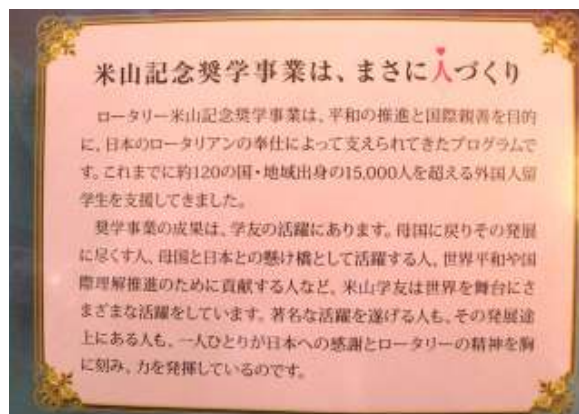 米山記念奨学事業は、まさに人づくり
ロータリー米山記念奨学事業は、平和の推進と国際親善を目的
に、日本のロータリアンの奉仕によって支えられてきたプログラムで
す。これまでに約120の国・地域出身の15,000人を超える外国人留
学生を支援してきました。
奨学事業の成果は、学友の活躍にあります。母国に戻りその発展
に尽くす人、母国と日本との懸け橋として活躍する人、世界平和や国
際理解推進のために貢献する人など、米山学友は世界を舞台にさ
まざまな活躍をしています。著名な活躍を遂げる人も、その発展途
上にある人も、一人ひとりが日本への感謝とロータリーの精神を胸
に刻み、力を発揮しているのです。